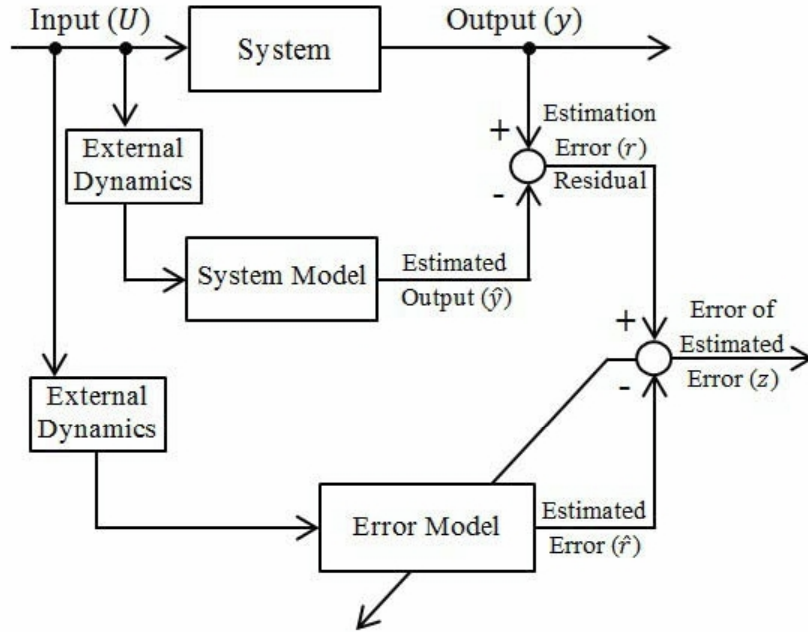 Input (U)
Output (y)
System
+
Estimation
Error (r)
Residual
-
External
Dynamics
System Model
Estimated
Output (ŷ)
+
-
Error of
Estimated
Error (z)
External
Dynamics
Error Model
Estimated
Error (r̂)